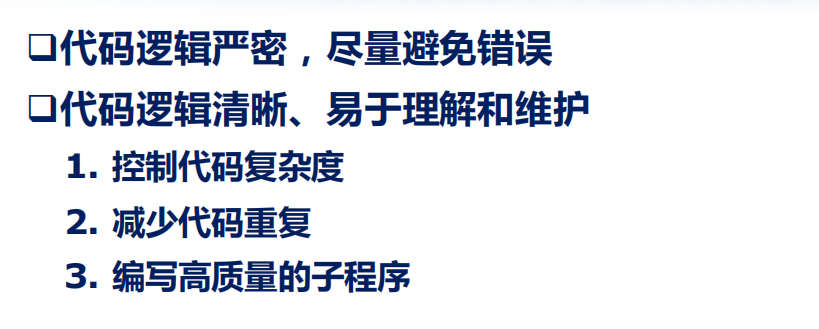 ❑代码逻辑严密，尽量避免错误
❑代码逻辑清晰、易于理解和维护
1. 控制代码复杂度
2. 减少代码重复
3. 编写高质量的子程序